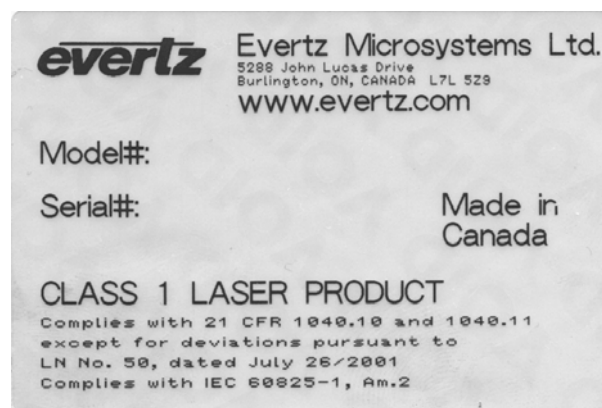 evertz
Evertz Microsystems Ltd.
5288 John Lucas Drive
Burlington, ON, CANADA L7L 5Z9
www.evertz.com
Model#:
Serial#:
Made in
Canada
CLASS 1 LASER PRODUCT
Complies with 21 CFR 1040.10 and 1040.11
except for deviations pursuant to
LN No. 50, dated July 26/2001
Complies with IEC 60825-1, Am.2